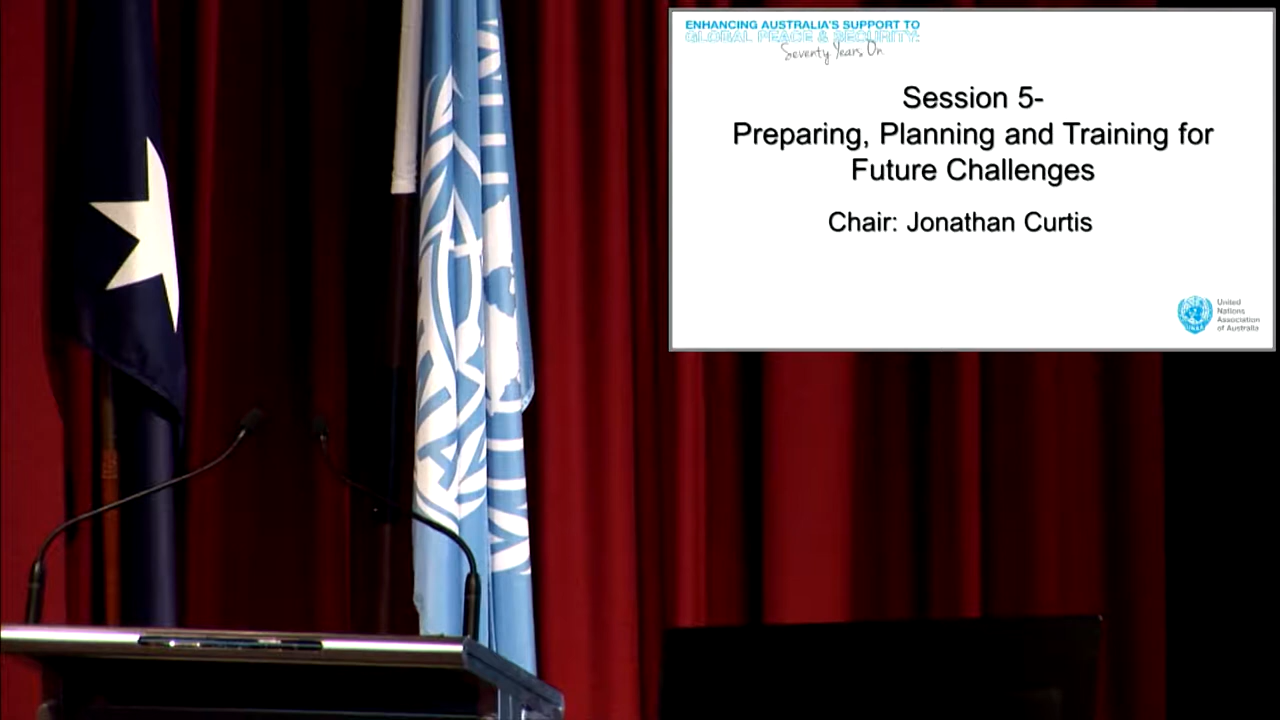 ENHANCING AUSTRALIA'S SUPPORT TO
GLOBAL PEACE & SECURITY:
Seventy Years On
Session 5-
Preparing, Planning and Training for
Future Challenges
Chair: Jonathan Curtis
United
Nations
Association
of Australia